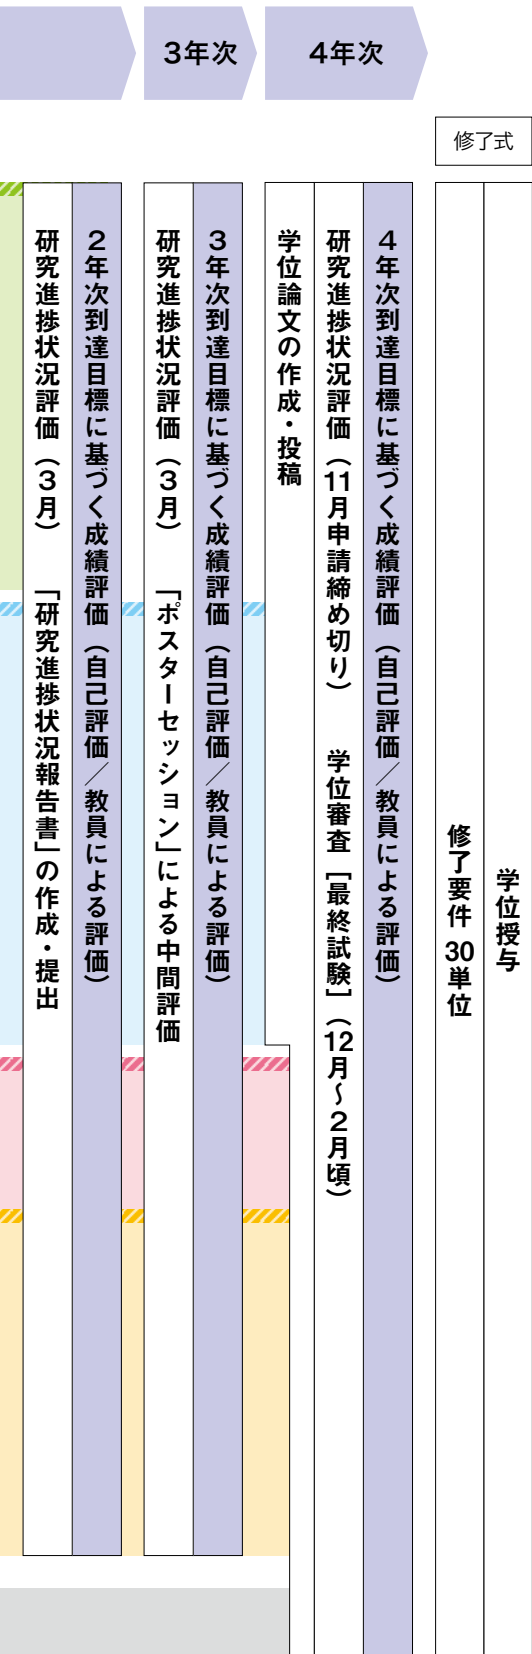 3年次
4年次
修了式
研究進捗状況評価（3月）　「研究進捗状況報告書」の作成・提出
2年次到達目標に基づく成績評価（自己評価／教員による評価）
研究進捗状況評価（3月）　「ポスターセッション」による中間評価
3年次到達目標に基づく成績評価（自己評価／教員による評価）
学位論文の作成・投稿
研究進捗状況評価（11月申請締め切り）　学位審査［最終試験］（12月〜2月頃）
4年次到達目標に基づく成績評価（自己評価／教員による評価）
修了要件 30単位
学位授与